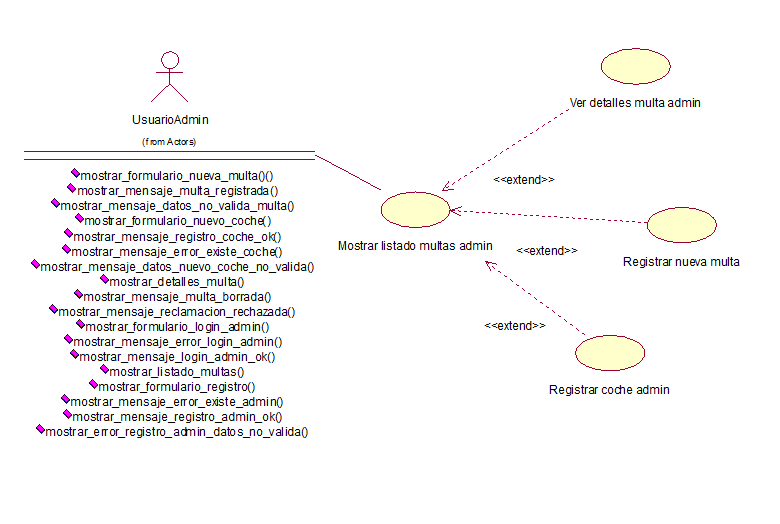 UsuarioAdmin
(from Actors)
mostrar_formulario_nueva_multa()()
mostrar_mensaje_multa_registrada()
mostrar_mensaje_datos_no_valida_multa()
mostrar_formulario_nuevo_coche()
mostrar_mensaje_registro_coche_ok()
mostrar_mensaje_error_existe_coche()
mostrar_mensaje_datos_nuevo_coche_no_valida()
mostrar_detalles_multa()
mostrar_mensaje_multa_borrada()
mostrar_mensaje_reclamacion_rechazada()
mostrar_formulario_login_admin()
mostrar_mensaje_error_login_admin()
mostrar_mensaje_login_admin_ok()
mostrar_listado_multas()
mostrar_formulario_registro()
mostrar_mensaje_error_existe_admin()
mostrar_mensaje_registro_admin_ok()
mostrar_error_registro_admin_datos_no_valida()
Mostrar listado multas admin
Ver detalles multa admin
<<extend>>
Registrar nueva multa
<<extend>>
Registrar coche admin
<<extend>>